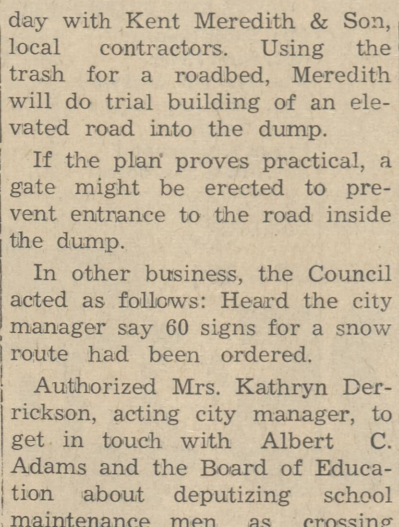 day with Kent Meredith & Son,
local contractors. Using the
trash for a roadbed, Meredith
will do trial building of an ele-
vated road into the dump.
If the plan proves practical, a
gate might be erected to pre-
vent entrance to the road inside
the dump.
In other business, the Council
acted as follows: Heard the city
manager say 60 signs for a snow
route had been ordered.
Authorized Mrs. Kathryn Der-
rickson, acting city manager, to
get in touch with Albert C.
Adams and the Board of Educa-
tion about deputizing school
maintenance men as crossing